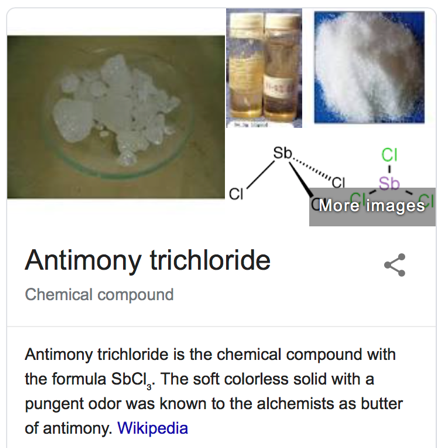 Sb
Cl
Cl
Cl
Sb
More images
Antimony trichloride
Chemical compound
Antimony trichloride is the chemical compound with
the formula SbCl₃. The soft colorless solid with a
pungent odor was known to the alchemists as butter
of antimony. Wikipedia